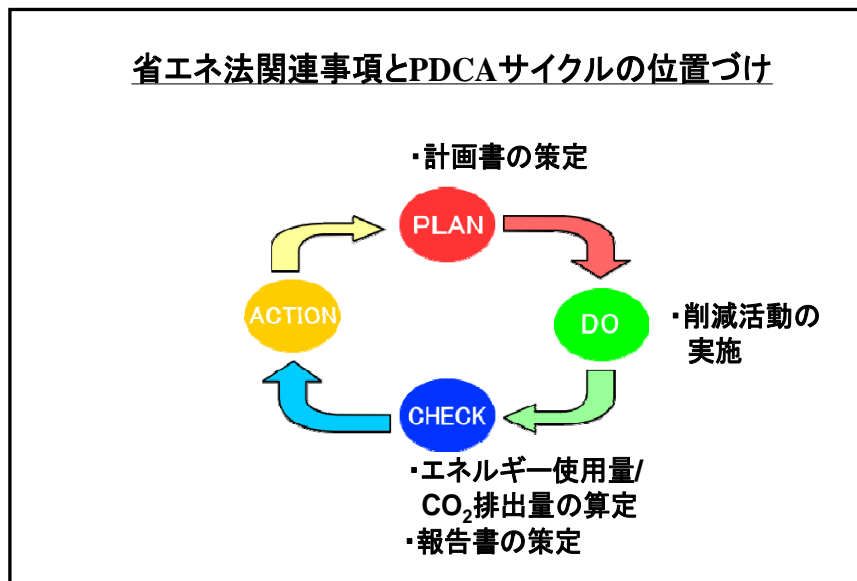 省エネ法関連事項とPDCAサイクルの位置づけ
・計画書の策定
PLAN
ACTION
DO
・削減活動の
実施
CHECK
・エネルギー使用量/
CO₂排出量の算定
・報告書の策定